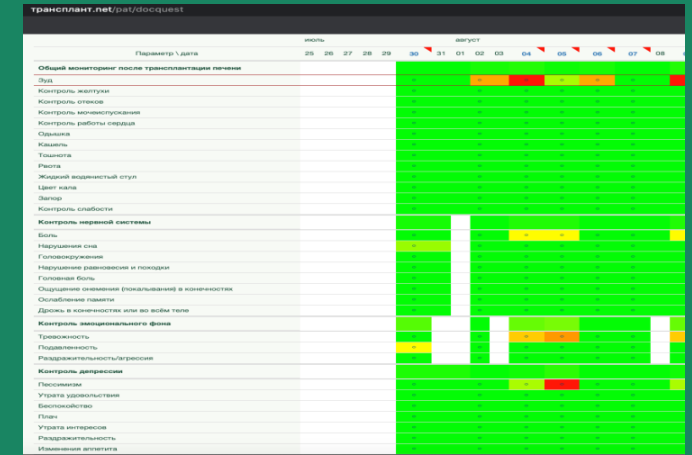 трансплант.net/pat/docquest
июль август
Параметр \ дата 25 26 27 28 29 30 31 01 02 03 04 05 06 07 08
Общий мониторинг после трансплантации печени
Зуд
Контроль желтухи
Контроль отеков
Контроль мочеиспускания
Контроль работы сердца
Одышка
Кашель
Тошнота
Рвота
Жидкий водянистый стул
Цвет кала
Запор
Контроль слабости
Контроль нервной системы
Боль
Нарушения сна
Головокружения
Нарушение равновесия и походки
Головная боль
Ощущение онемения (покалывания) в конечностях
Ослабление памяти
Дрожь в конечностях или во всём теле
Контроль эмоционального фона
Тревожность
Подавленность
Раздражительность/агрессия
Контроль депрессии
Пессимизм
Утрата удовольствия
Беспокойство
Плач
Утрата интересов
Раздражительность
Изменения аппетита